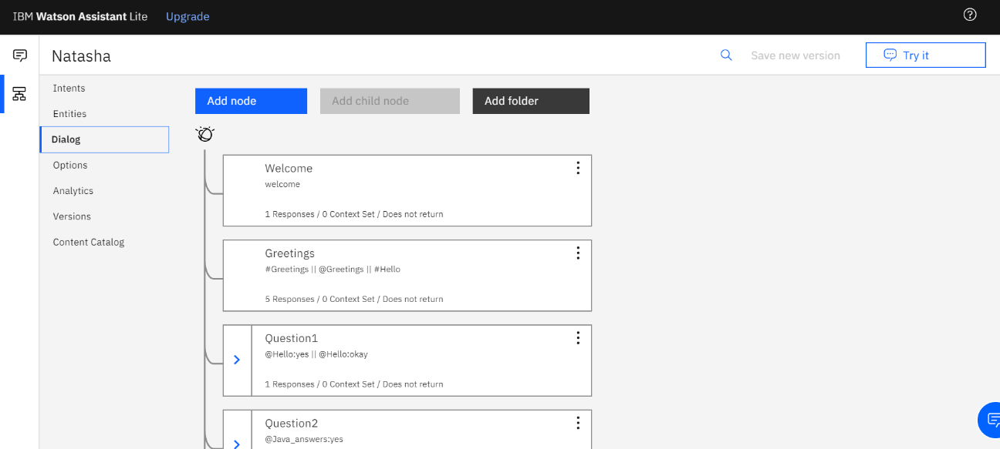 IBM Watson Assistant Lite Upgrade
Natasha
Save new version
Try it
Intents
Entities
Dialog
Options
Analytics
Versions
Content Catalog
Add node
Add child node
Add folder
Welcome
welcome
1 Responses / 0 Context Set / Does not return
Greetings
#Greetings || @Greetings || #Hello
5 Responses / 0 Context Set / Does not return
Question1
@Hello:yes || @Hello:okay
1 Responses / 0 Context Set / Does not return
Question2
@Java_answers:yes